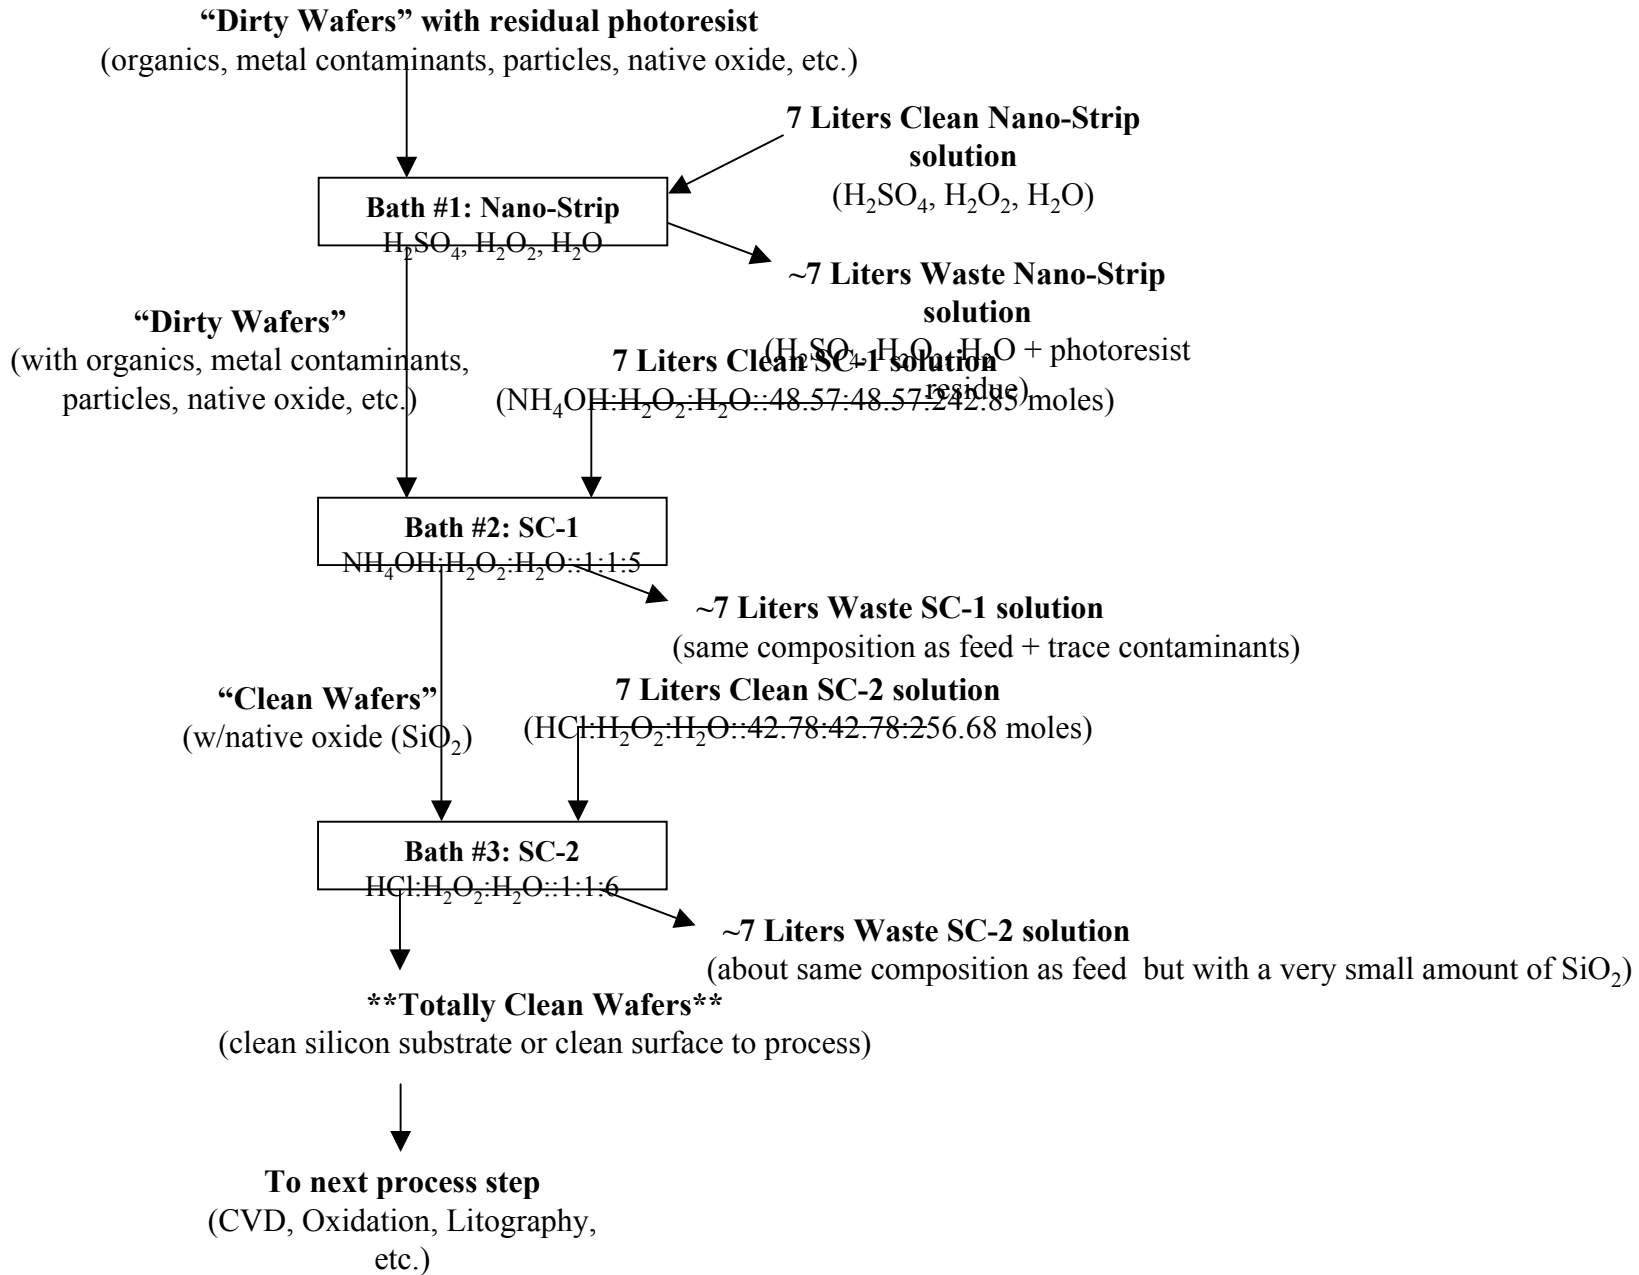 “Dirty Wafers” with residual photoresist
(organics, metal contaminants, particles, native oxide, etc.)
7 Liters Clean Nano-Strip
solution
(H₂SO₄, H₂O₂, H₂O)
Bath #1: Nano-Strip
H₂SO₄, H₂O₂, H₂O
~7 Liters Waste Nano-Strip
solution
(H₂SO₄, H₂O₂, H₂O + photoresist
residue)
“Dirty Wafers”
(with organics, metal contaminants,
particles, native oxide, etc.)
7 Liters Clean SC-1 solution
(NH₄OH:H₂O₂:H₂O::48.57:48.57:242.85 moles)
Bath #2: SC-1
NH₄OH:H₂O₂:H₂O::1:1:5
~7 Liters Waste SC-1 solution
(same composition as feed + trace contaminants)
“Clean Wafers”
(w/native oxide (SiO₂)
7 Liters Clean SC-2 solution
(HCl:H₂O₂:H₂O::42.78:42.78:256.68 moles)
Bath #3: SC-2
HCl:H₂O₂:H₂O::1:1:6
~7 Liters Waste SC-2 solution
(about same composition as feed but with a very small amount of SiO₂)
**Totally Clean Wafers**
(clean silicon substrate or clean surface to process)
To next process step
(CVD, Oxidation, Litography,
etc.)